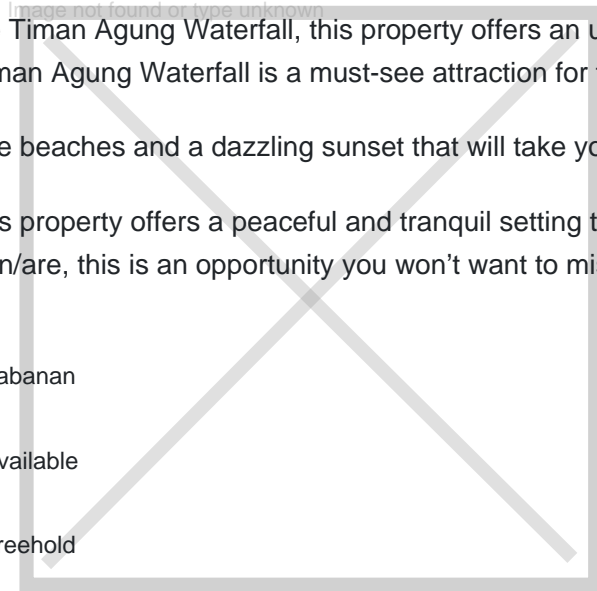 Image not found or type unknown
Timan Agung Waterfall, this property offers an u
man Agung Waterfall is a must-see attraction for
e beaches and a dazzling sunset that will take yo
s property offers a peaceful and tranquil setting t
n/are, this is an opportunity you won't want to mi
abanan
vailable
reehold